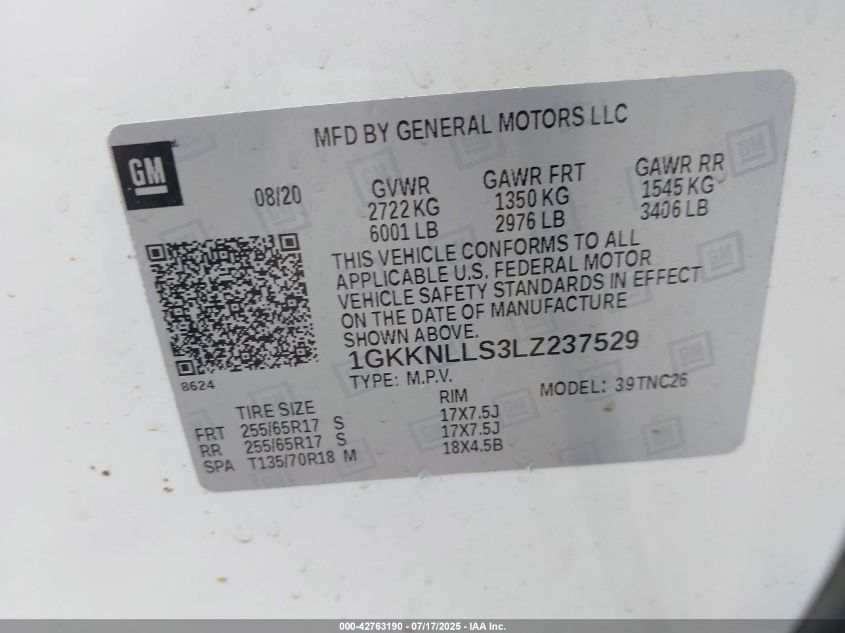 GM
MFD BY GENERAL MOTORS LLC
08/20
GVWR
2722 KG
6001 LB
GAWR FRT
1350 KG
2976 LB
GAWR RR
1545 KG
3406 LB
THIS VEHICLE CONFORMS TO ALL
APPLICABLE U.S. FEDERAL MOTOR
VEHICLE SAFETY STANDARDS IN EFFECT
ON THE DATE OF MANUFACTURE
SHOWN ABOVE.
1GKKNLLS3LZ237529
TYPE: M.P.V.
MODEL: 39TNC26
8624
TIRE SIZE
RIM
FRT 255/65R17 S 17X7.5J
RR 255/65R17 S 17X7.5J
SPA T135/70R18 M 18X4.5B
000-42763190 - 07/17/2025 - IAA Inc.